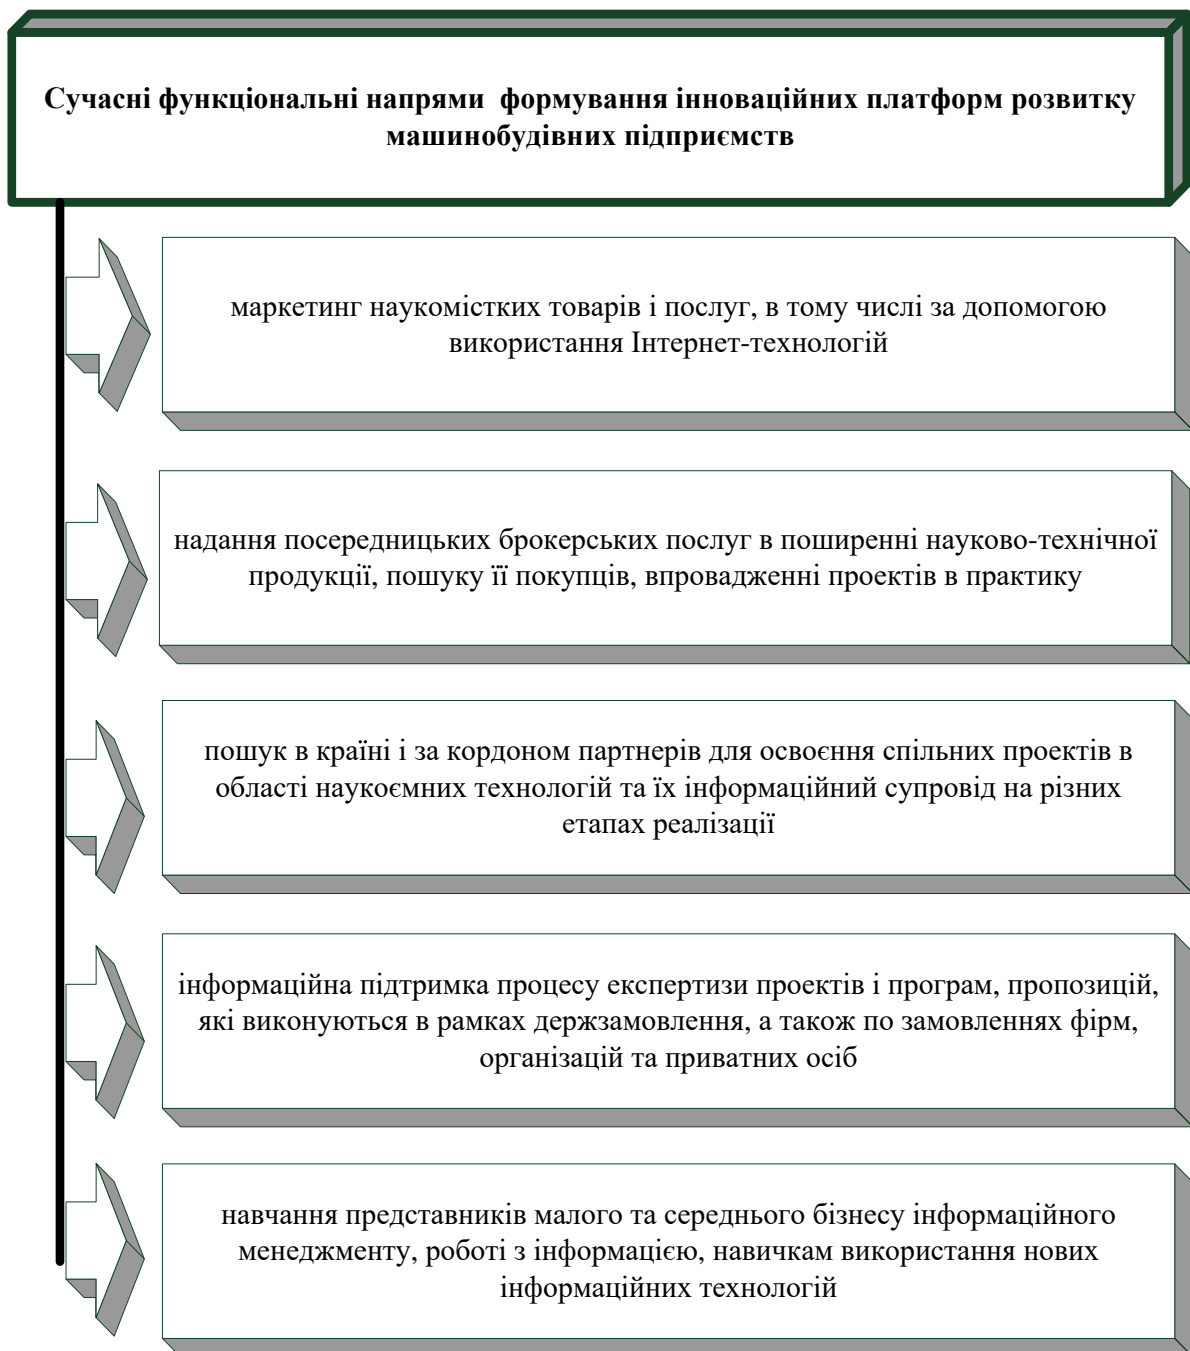 Сучасні функціональні напрями  формування інноваційних платформ розвитку
машинобудівних підприємств
маркетинг наукомістких товарів і послуг, в тому числі за допомогою
використання Інтернет-технологій
надання посередницьких брокерських послуг в поширенні науково-технічної
продукції, пошуку її покупців, впровадженні проектів в практику
пошук в країні і за кордоном партнерів для освоєння спільних проектів в
області наукоємних технологій та їх інформаційний супровід на різних
етапах реалізації
інформаційна підтримка процесу експертизи проектів і програм, пропозицій,
які виконуються в рамках держзамовлення, а також по замовленнях фірм,
організацій та приватних осіб
навчання представників малого та середнього бізнесу інформаційного
менеджменту, роботі з інформацією, навичкам використання нових
інформаційних технологій